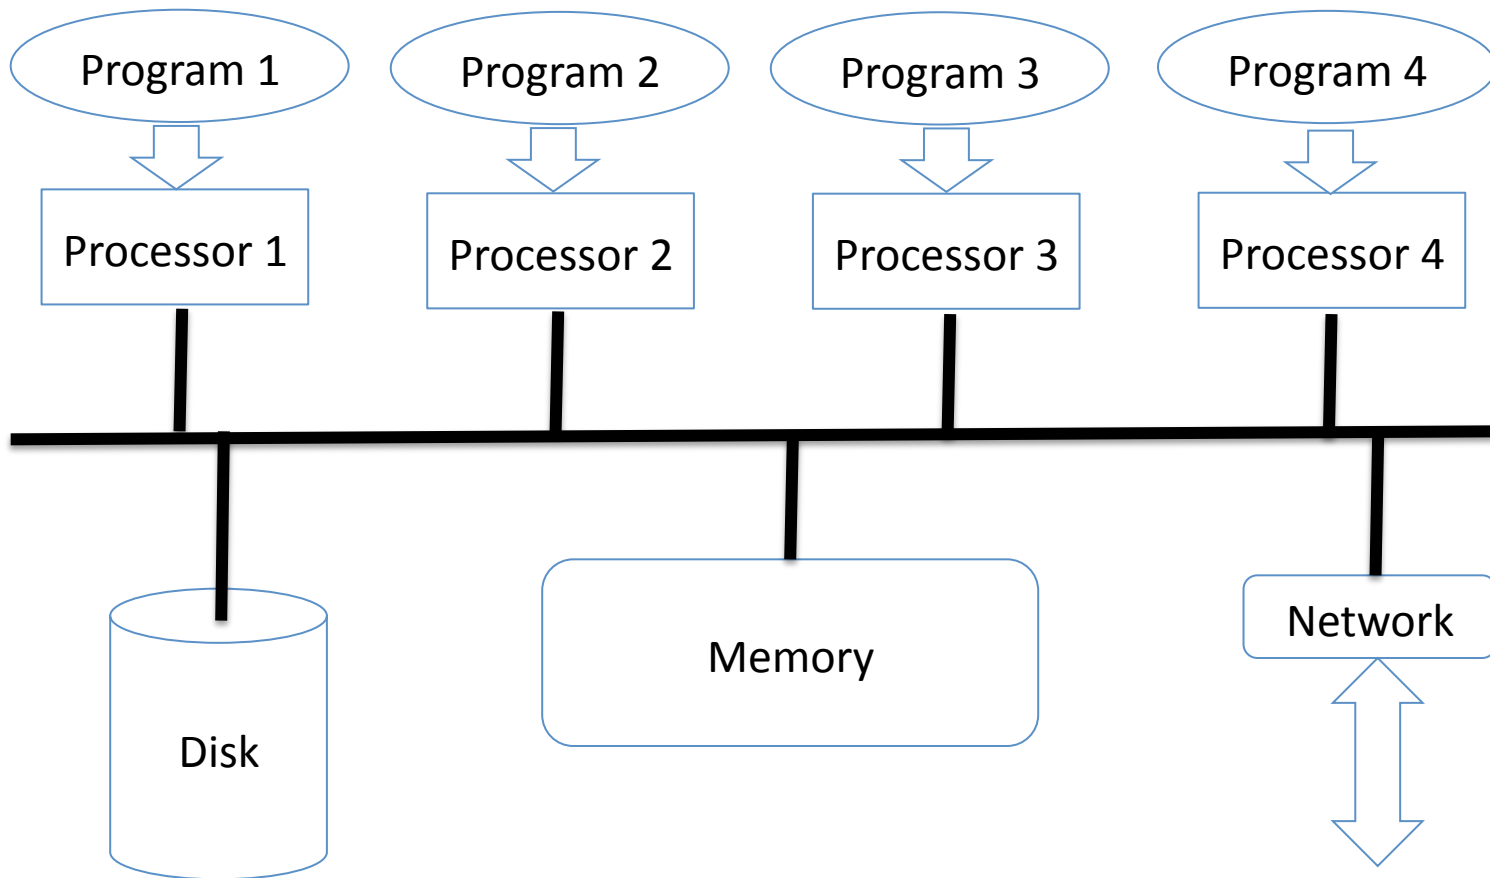 Program 1
Program 2
Program 3
Program 4
Processor 1
Processor 2
Processor 3
Processor 4
Network
Memory
Disk